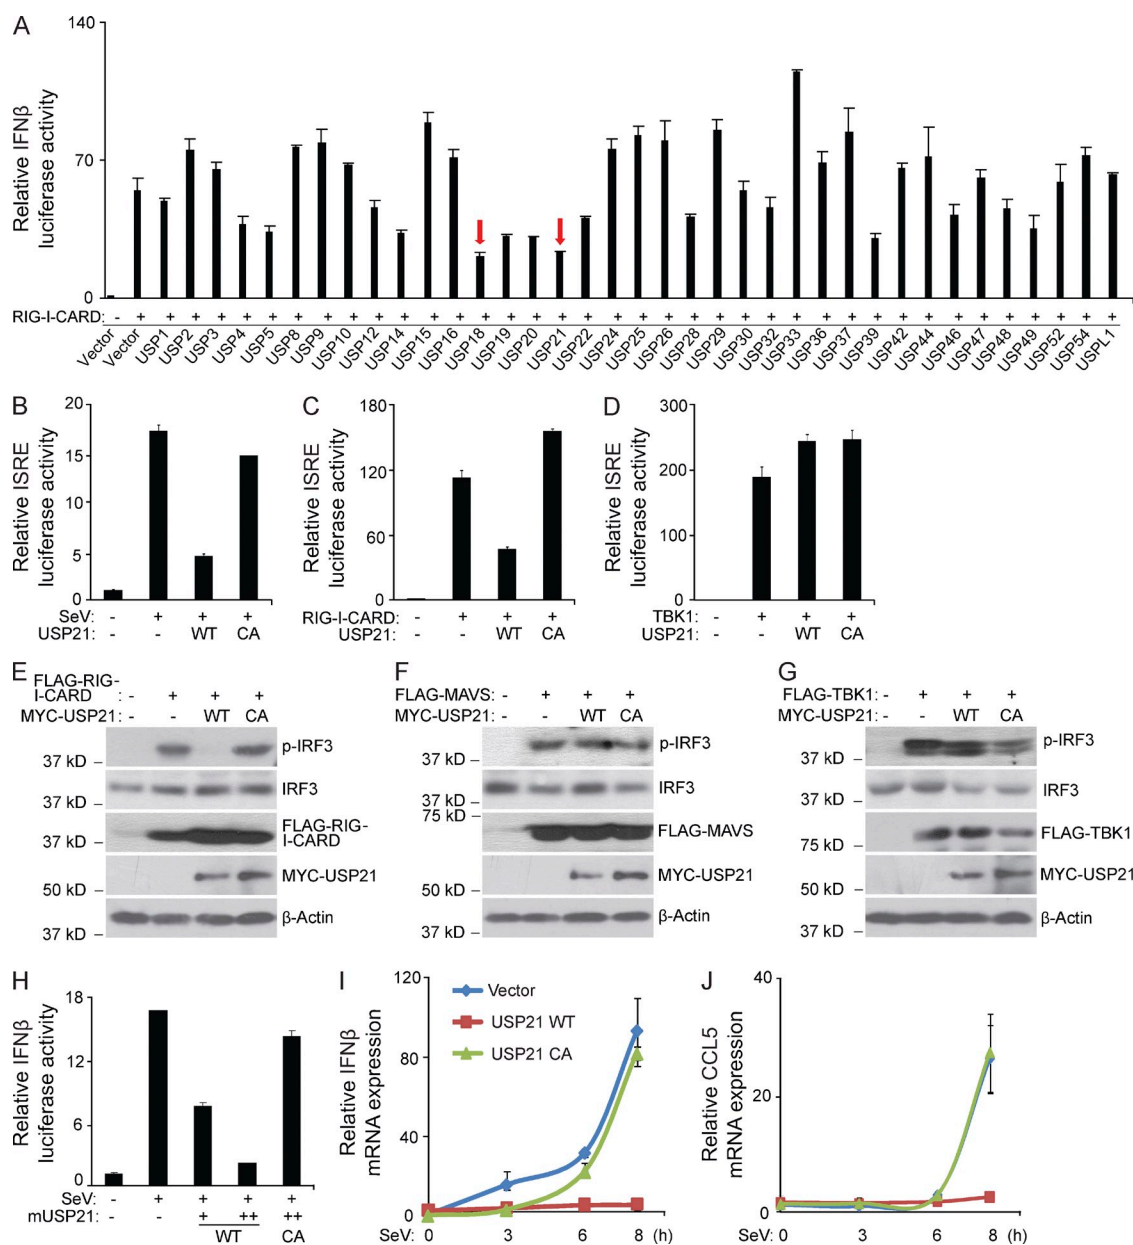 A
140
70
0
Relative IFNβ
luciferase activity
RIG-I-CARD: - + + + + + + + + + + + + + + + + + + + + + + + + + + + + + + + + + + + + + +
Vector Vector USP1 USP2 USP3 USP4 USP5 USP8 USP9 USP10 USP12 USP14 USP15 USP16 USP18 USP19 USP20 USP21 USP22 USP24 USP25 USP26 USP28 USP29 USP30 USP32 USP33 USP36 USP37 USP39 USP42 USP44 USP46 USP47 USP48 USP49 USP52 USP54 USPL1
B
Relative ISRE
luciferase activity
20
15
10
5
0
SeV: - + + +
USP21: - - WT CA
C
Relative ISRE
luciferase activity
180
120
60
0
RIG-I-CARD: - + + +
USP21: - - WT CA
D
Relative ISRE
luciferase activity
300
200
100
0
TBK1: - + + +
USP21: - - WT CA
E
FLAG-RIG-
I-CARD : - + + +
MYC-USP21: - - WT CA
37 kD – p-IRF3
37 kD – IRF3
37 kD – FLAG-RIG-
I-CARD
50 kD – MYC-USP21
37 kD – β-Actin
F
FLAG-MAVS: - + + +
MYC-USP21: - - WT CA
37 kD – p-IRF3
37 kD – IRF3
75 kD – FLAG-MAVS
50 kD – MYC-USP21
37 kD – β-Actin
G
FLAG-TBK1: - + + +
MYC-USP21: - - WT CA
37 kD – p-IRF3
37 kD – IRF3
75 kD – FLAG-TBK1
50 kD – MYC-USP21
37 kD – β-Actin
H
Relative IFNβ
luciferase activity
18
12
6
0
SeV: - + + + +
mUSP21: - - + ++ ++
WT CA
I
Relative IFNβ
mRNA expression
120
80
40
0
Vector
USP21 WT
USP21 CA
SeV: 0 3 6 8 (h)
J
Relative CCL5
mRNA expression
40
20
0
SeV: 0 3 6 8 (h)